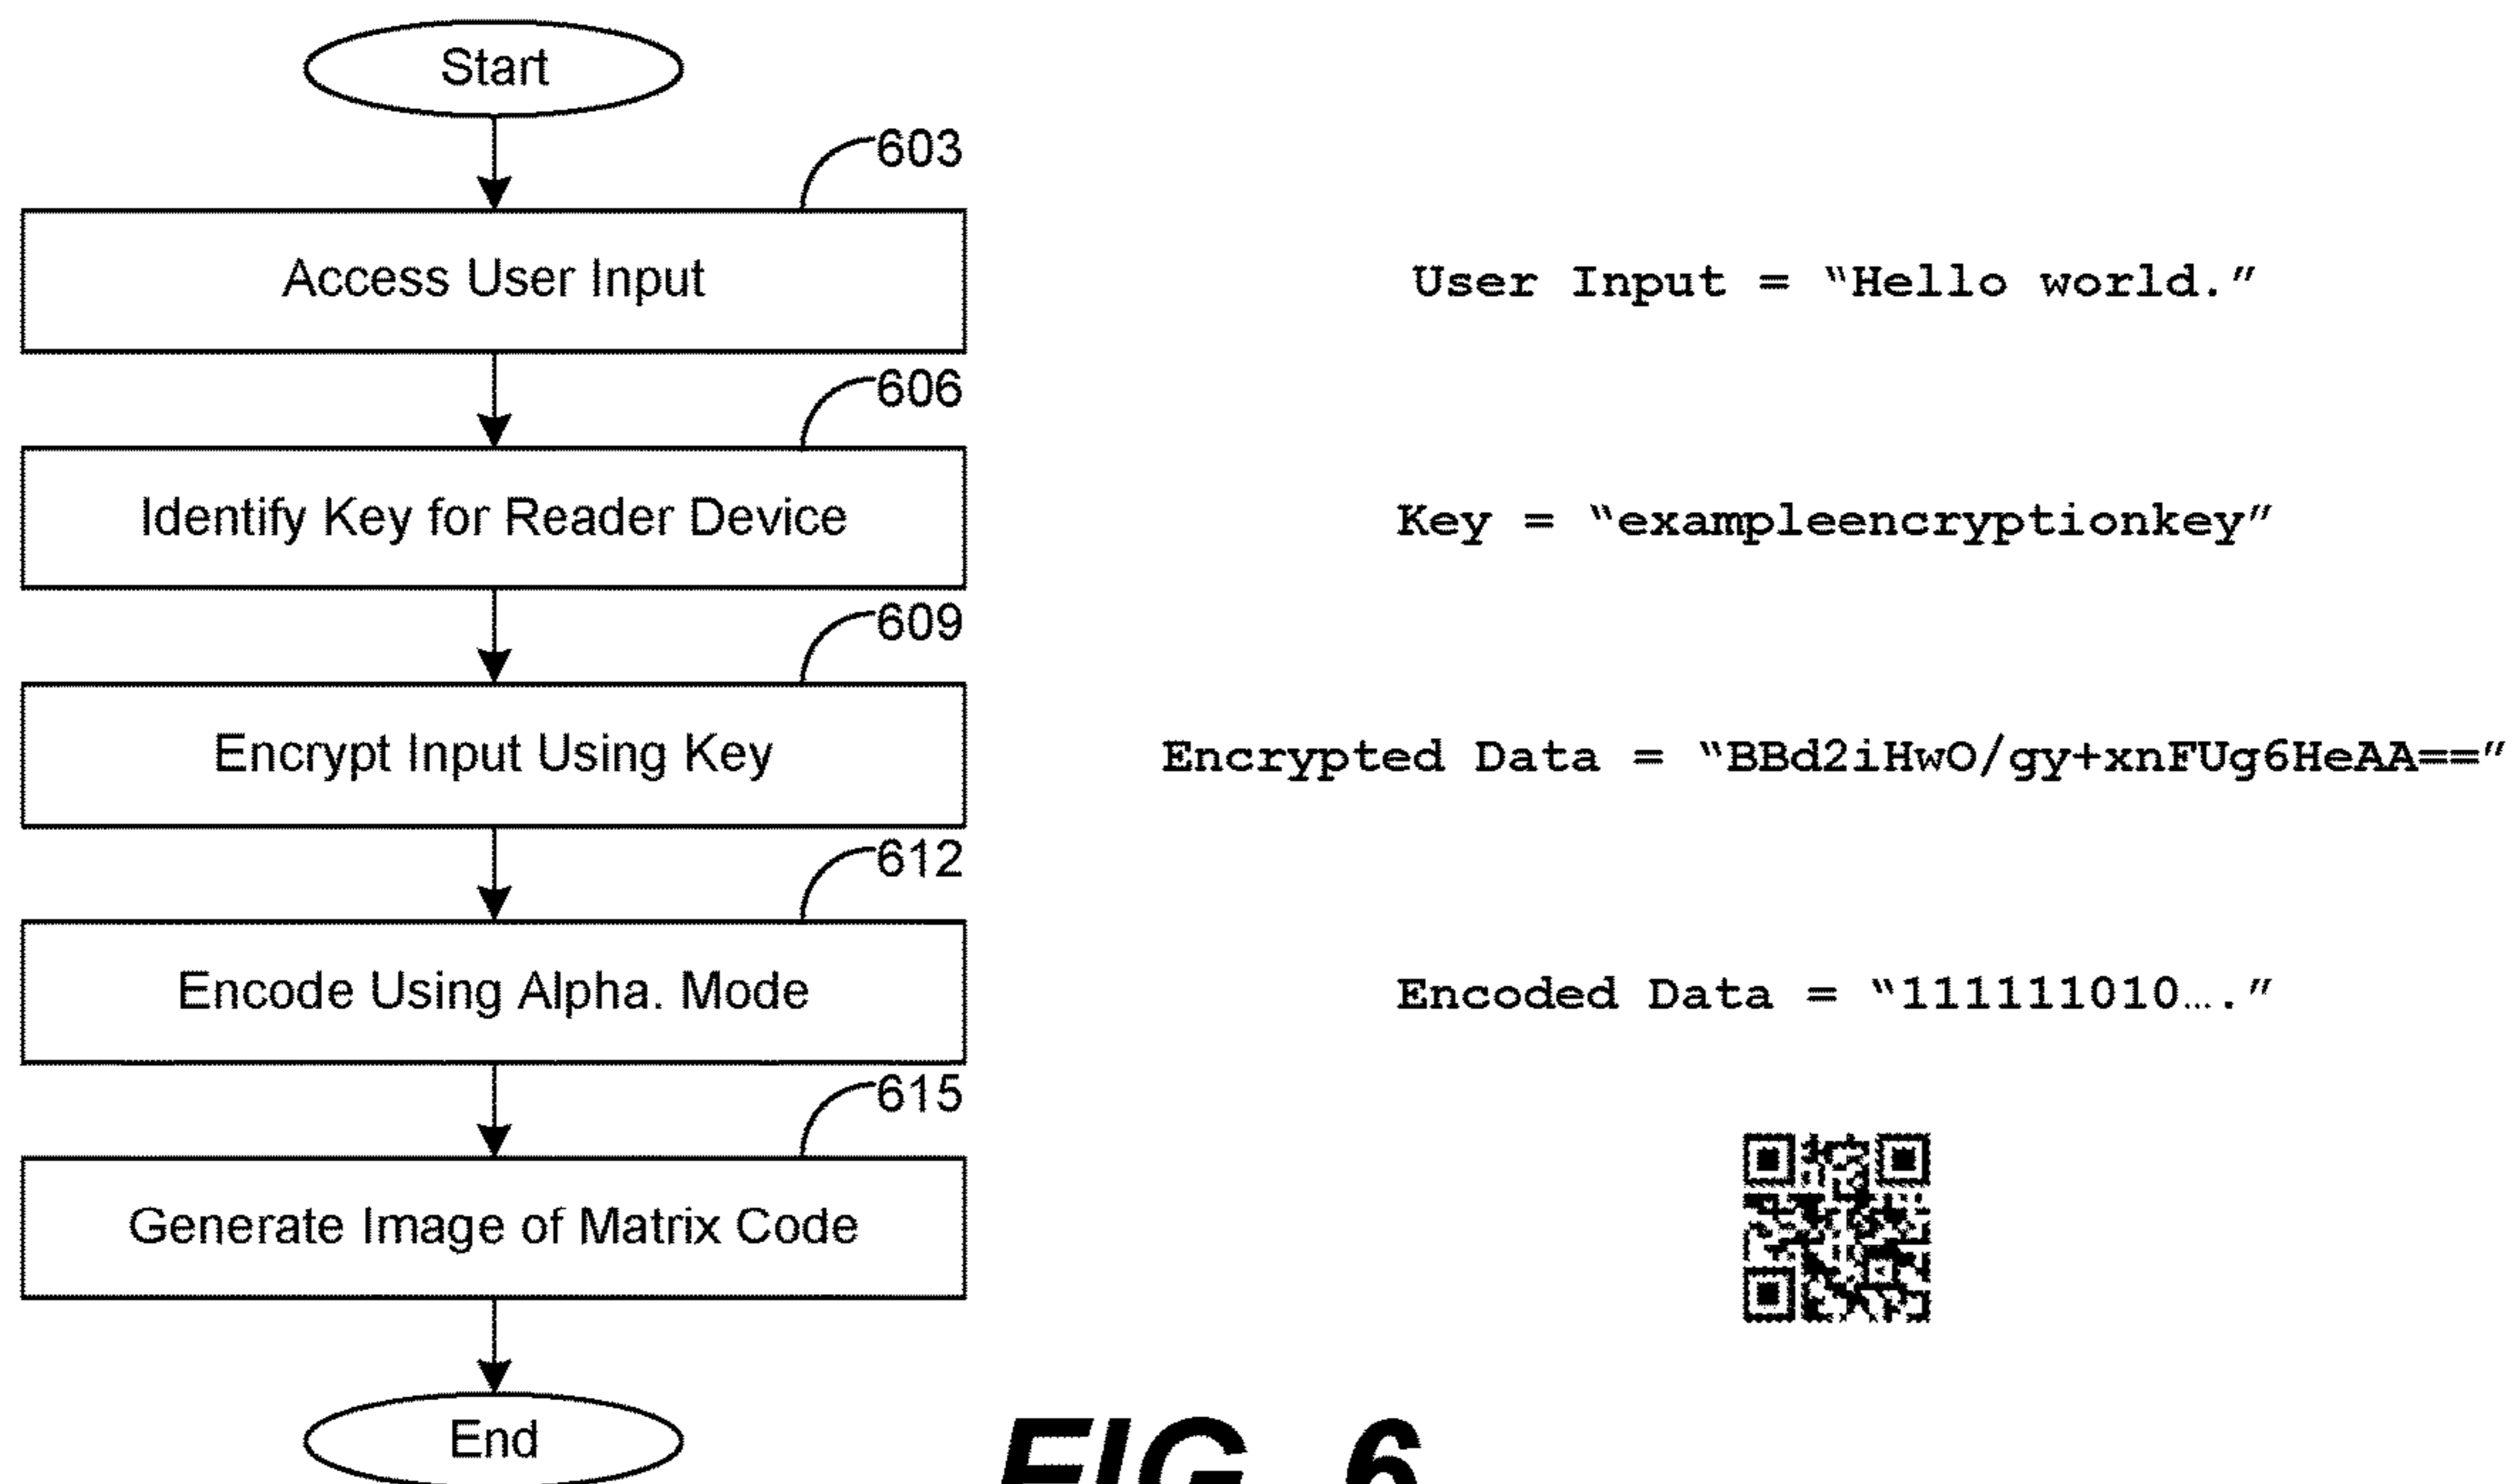 Start
603
Access User Input
User Input = “Hello world.”
606
Identify Key for Reader Device
Key = “exampleencryptionkey”
609
Encrypt Input Using Key
Encrypted Data = “BBd2iHwO/gy+xnFUg6HeAA==”
612
Encode Using Alpha. Mode
Encoded Data = “111111010….”
615
Generate Image of Matrix Code
End
FIG. 6